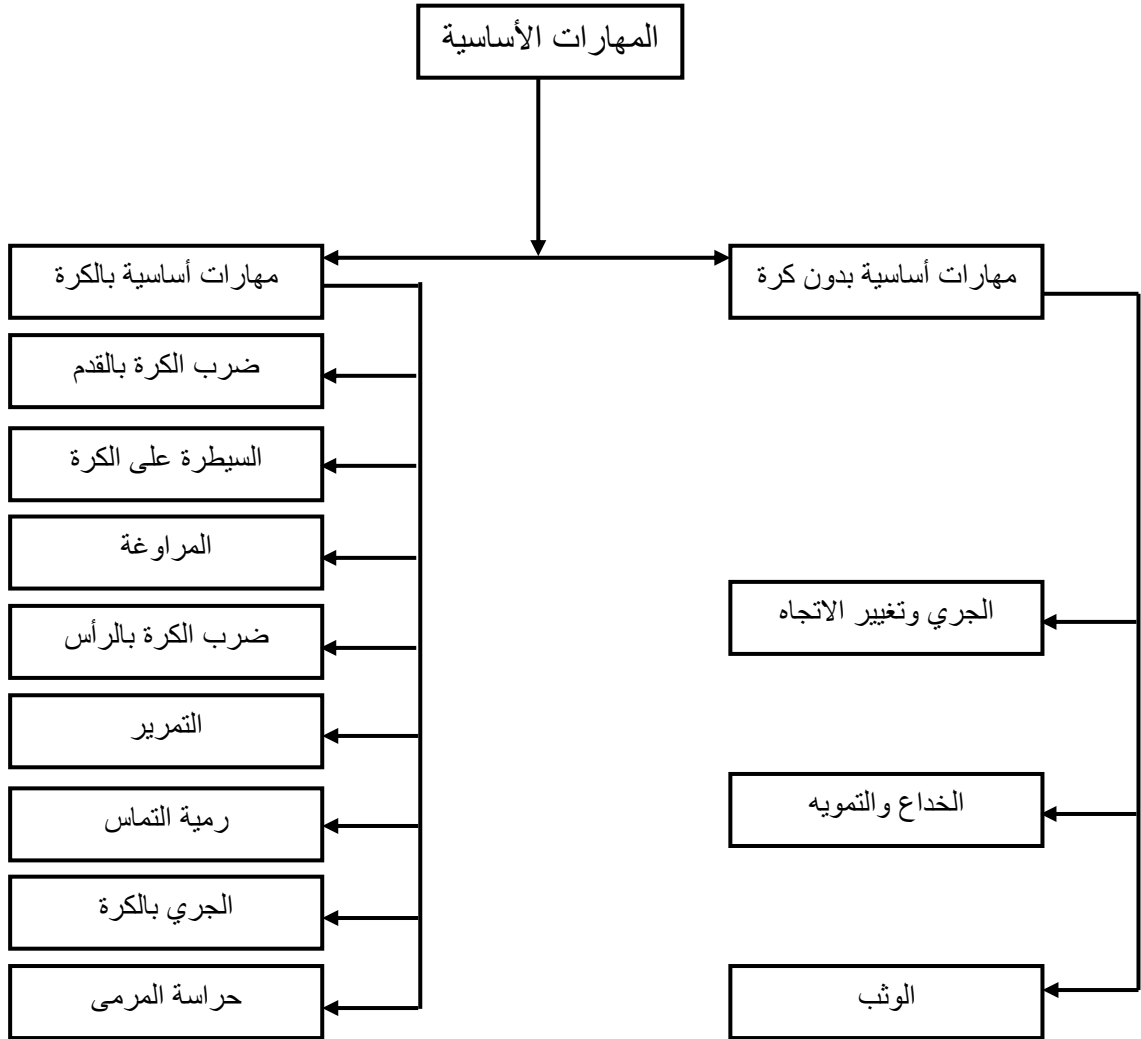 المهارات الأساسية
مهارات أساسية بدون كرة
الجري وتغيير الاتجاه
الخداع والتمويه
الوثب
مهارات أساسية بالكرة
ضرب الكرة بالقدم
السيطرة على الكرة
المراوغة
ضرب الكرة بالرأس
التمرير
رمية التماس
الجري بالكرة
حراسة المرمى